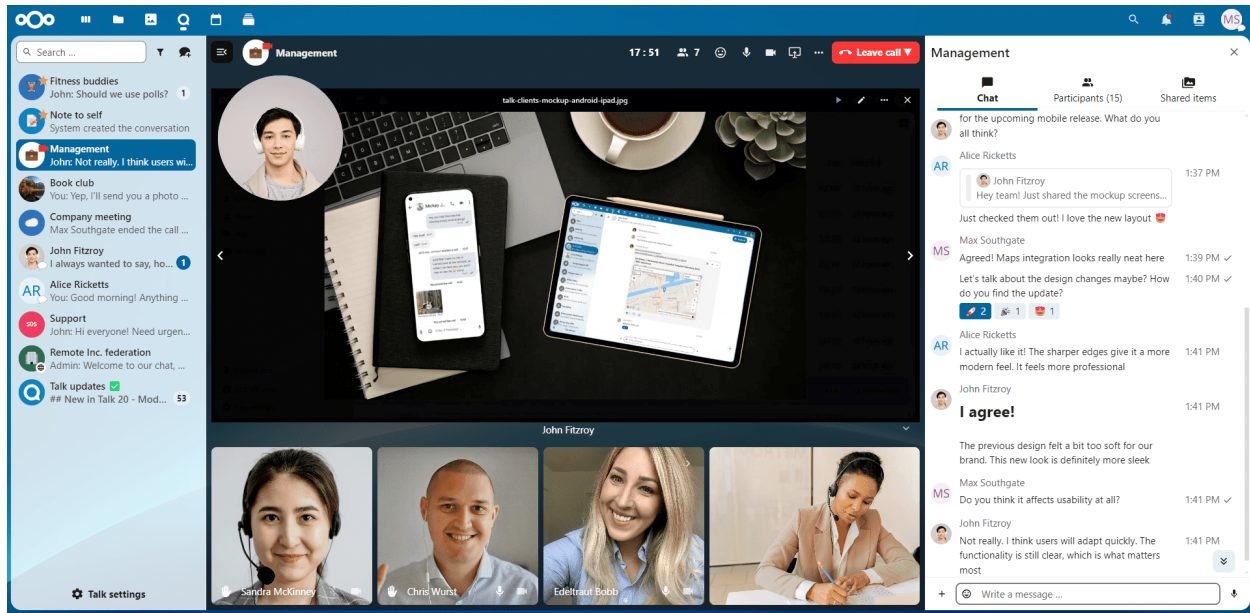 Search ...
Fitness buddies
John: Should we use polls? 1
Note to self
System created the conversation
Management
John: Not really. I think users wi...
Book club
You: Yep, I'll send you a photo ...
Company meeting
Max Southgate ended the call ...
John Fitzroy
I always wanted to say, ho... 1
AR
Alice Ricketts
You: Good morning! Anything ...
SOS
Support
John: Hi everyone! Need urgen...
Remote Inc. federation
Admin: Welcome to our chat, ...
Talk updates ✅
## New in Talk 20 - Mod... 53
Talk settings
Management
17:51
7
Leave call
talk-clients-mockup-android-ipad.jpg
John Fitzroy
Sandra McKinney
Chris Wurst
Edeltraut Bobb
MS
Management
Chat
Participants (15)
Shared items
for the upcoming mobile release. What do you
all think?
AR
Alice Ricketts
1:37 PM
John Fitzroy
Hey team! Just shared the mockup screens...
Just checked them out! I love the new layout 😍
MS
Max Southgate
Agreed! Maps integration looks really neat here 1:39 PM
Let's talk about the design changes maybe? How 1:40 PM
do you find the update?
🚀 2 🎉 1 😍 1
AR
Alice Ricketts
I actually like it! The sharper edges give it a more 1:41 PM
modern feel. It feels more professional
John Fitzroy
I agree! 1:41 PM
The previous design felt a bit too soft for our
brand. This new look is definitely more sleek
MS
Max Southgate
Do you think it affects usability at all? 1:41 PM
John Fitzroy
Not really. I think users will adapt quickly. The 1:41 PM
functionality is still clear, which is what matters
most
Write a message ...